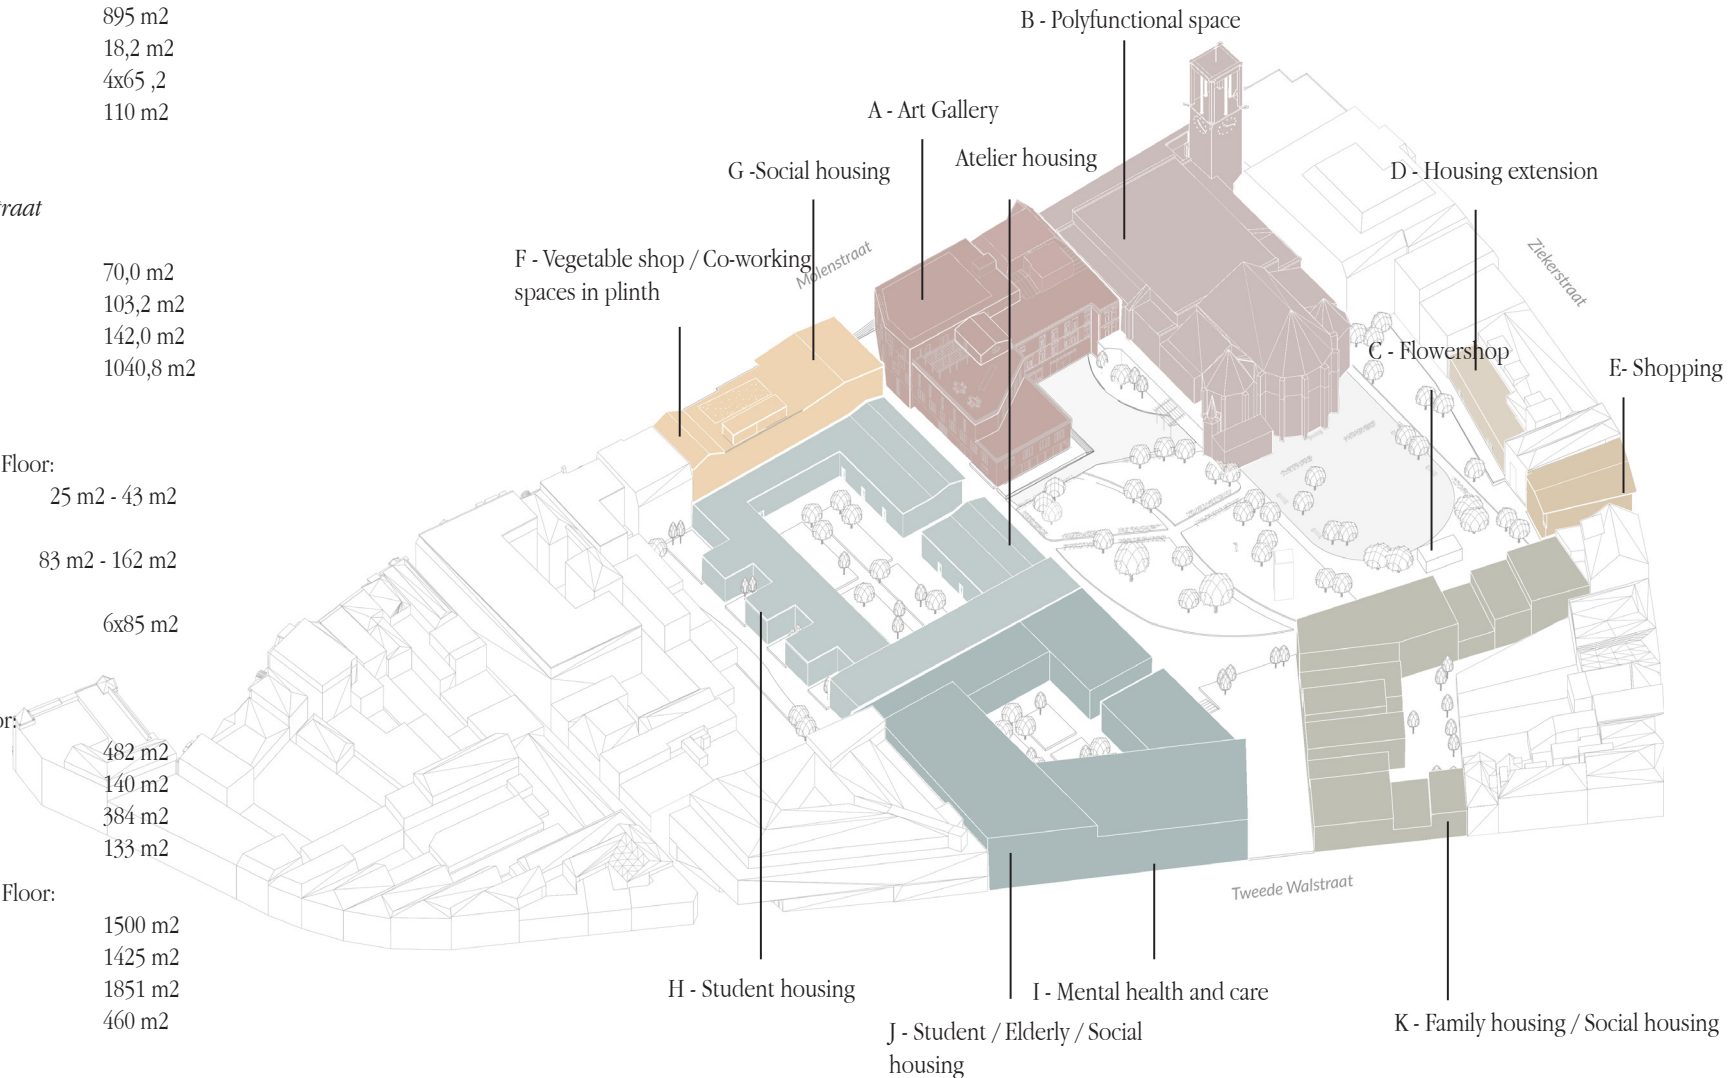 895 m2
18,2 m2
4x65 ,2
110 m2
raat
70,0 m2
103,2 m2
142,0 m2
1040,8 m2
Floor:
25 m2 - 43 m2
83 m2 - 162 m2
6x85 m2
or:
482 m2
140 m2
384 m2
133 m2
Floor:
1500 m2
1425 m2
1851 m2
460 m2
B - Polyfunctional space
A - Art Gallery
Atelier housing
G -Social housing
D - Housing extension
F - Vegetable shop / Co-working
spaces in plinth
Molenstraat
Ziekerstraat
C - Flowershop
E- Shopping
Tweede Walstraat
H - Student housing
I - Mental health and care
J - Student / Elderly / Social
housing
K - Family housing / Social housing